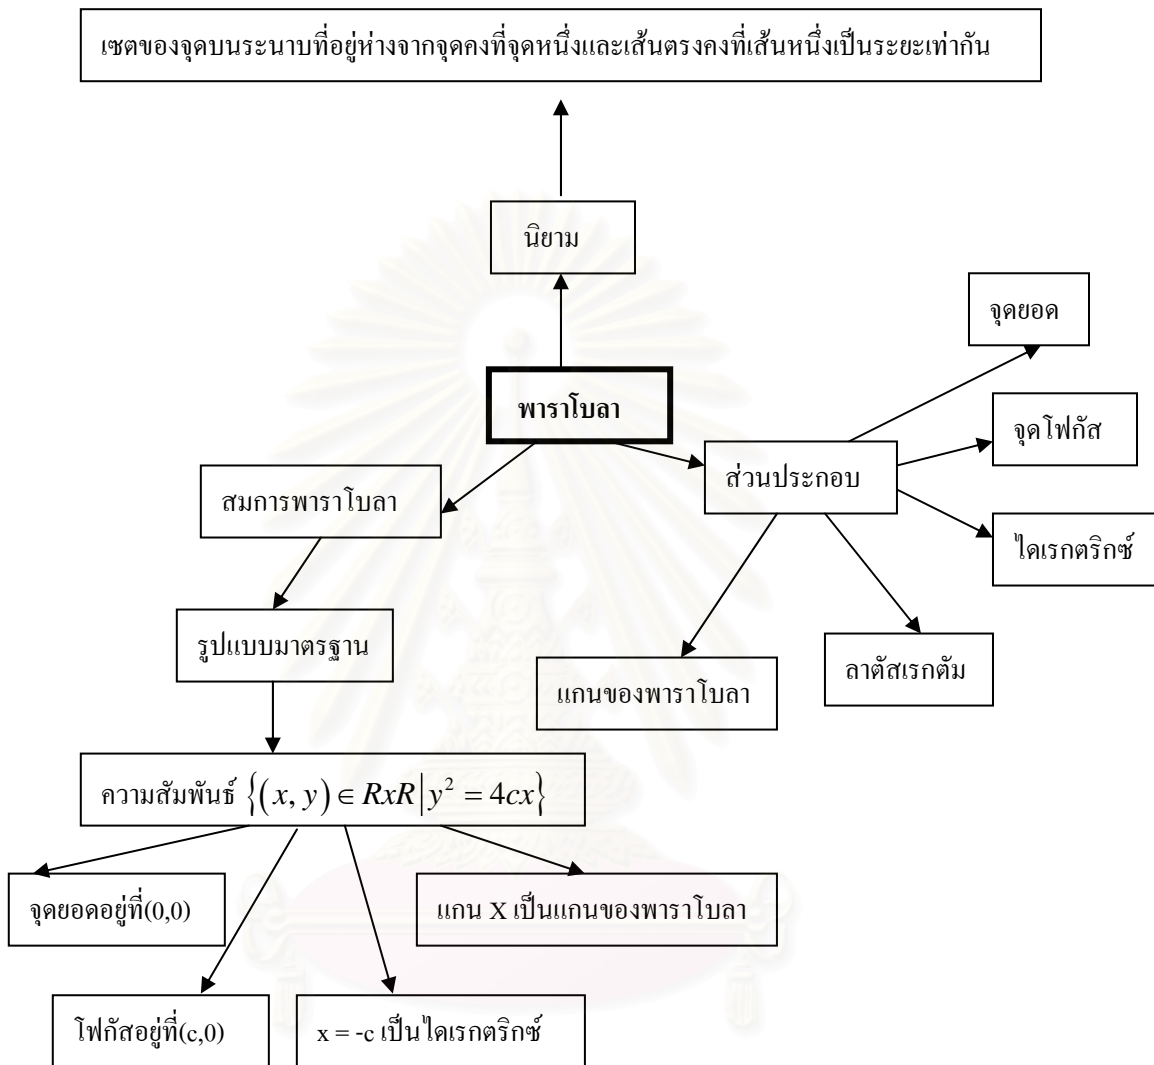 เซตของจุดบนระนาบที่อยู่ห่างจากจุดคงที่จุดหนึ่งและเส้นตรงคงที่เส้นหนึ่งเป็นระยะเท่ากัน
นิยาม
จุดยอด
พาราโบลา
จุดโฟกัส
ส่วนประกอบ
สมการพาราโบลา
ไดเรกตริกซ์
รูปแบบมาตรฐาน
ลาตัสเรกตัม
แกนของพาราโบลา
ความสัมพันธ์ {(x, y) ∈ RxR | y² = 4cx}
จุดยอดอยู่ที่(0,0)
แกน X เป็นแกนของพาราโบลา
โฟกัสอยู่ที่(c,0)
x = -c เป็นไดเรกตริกซ์